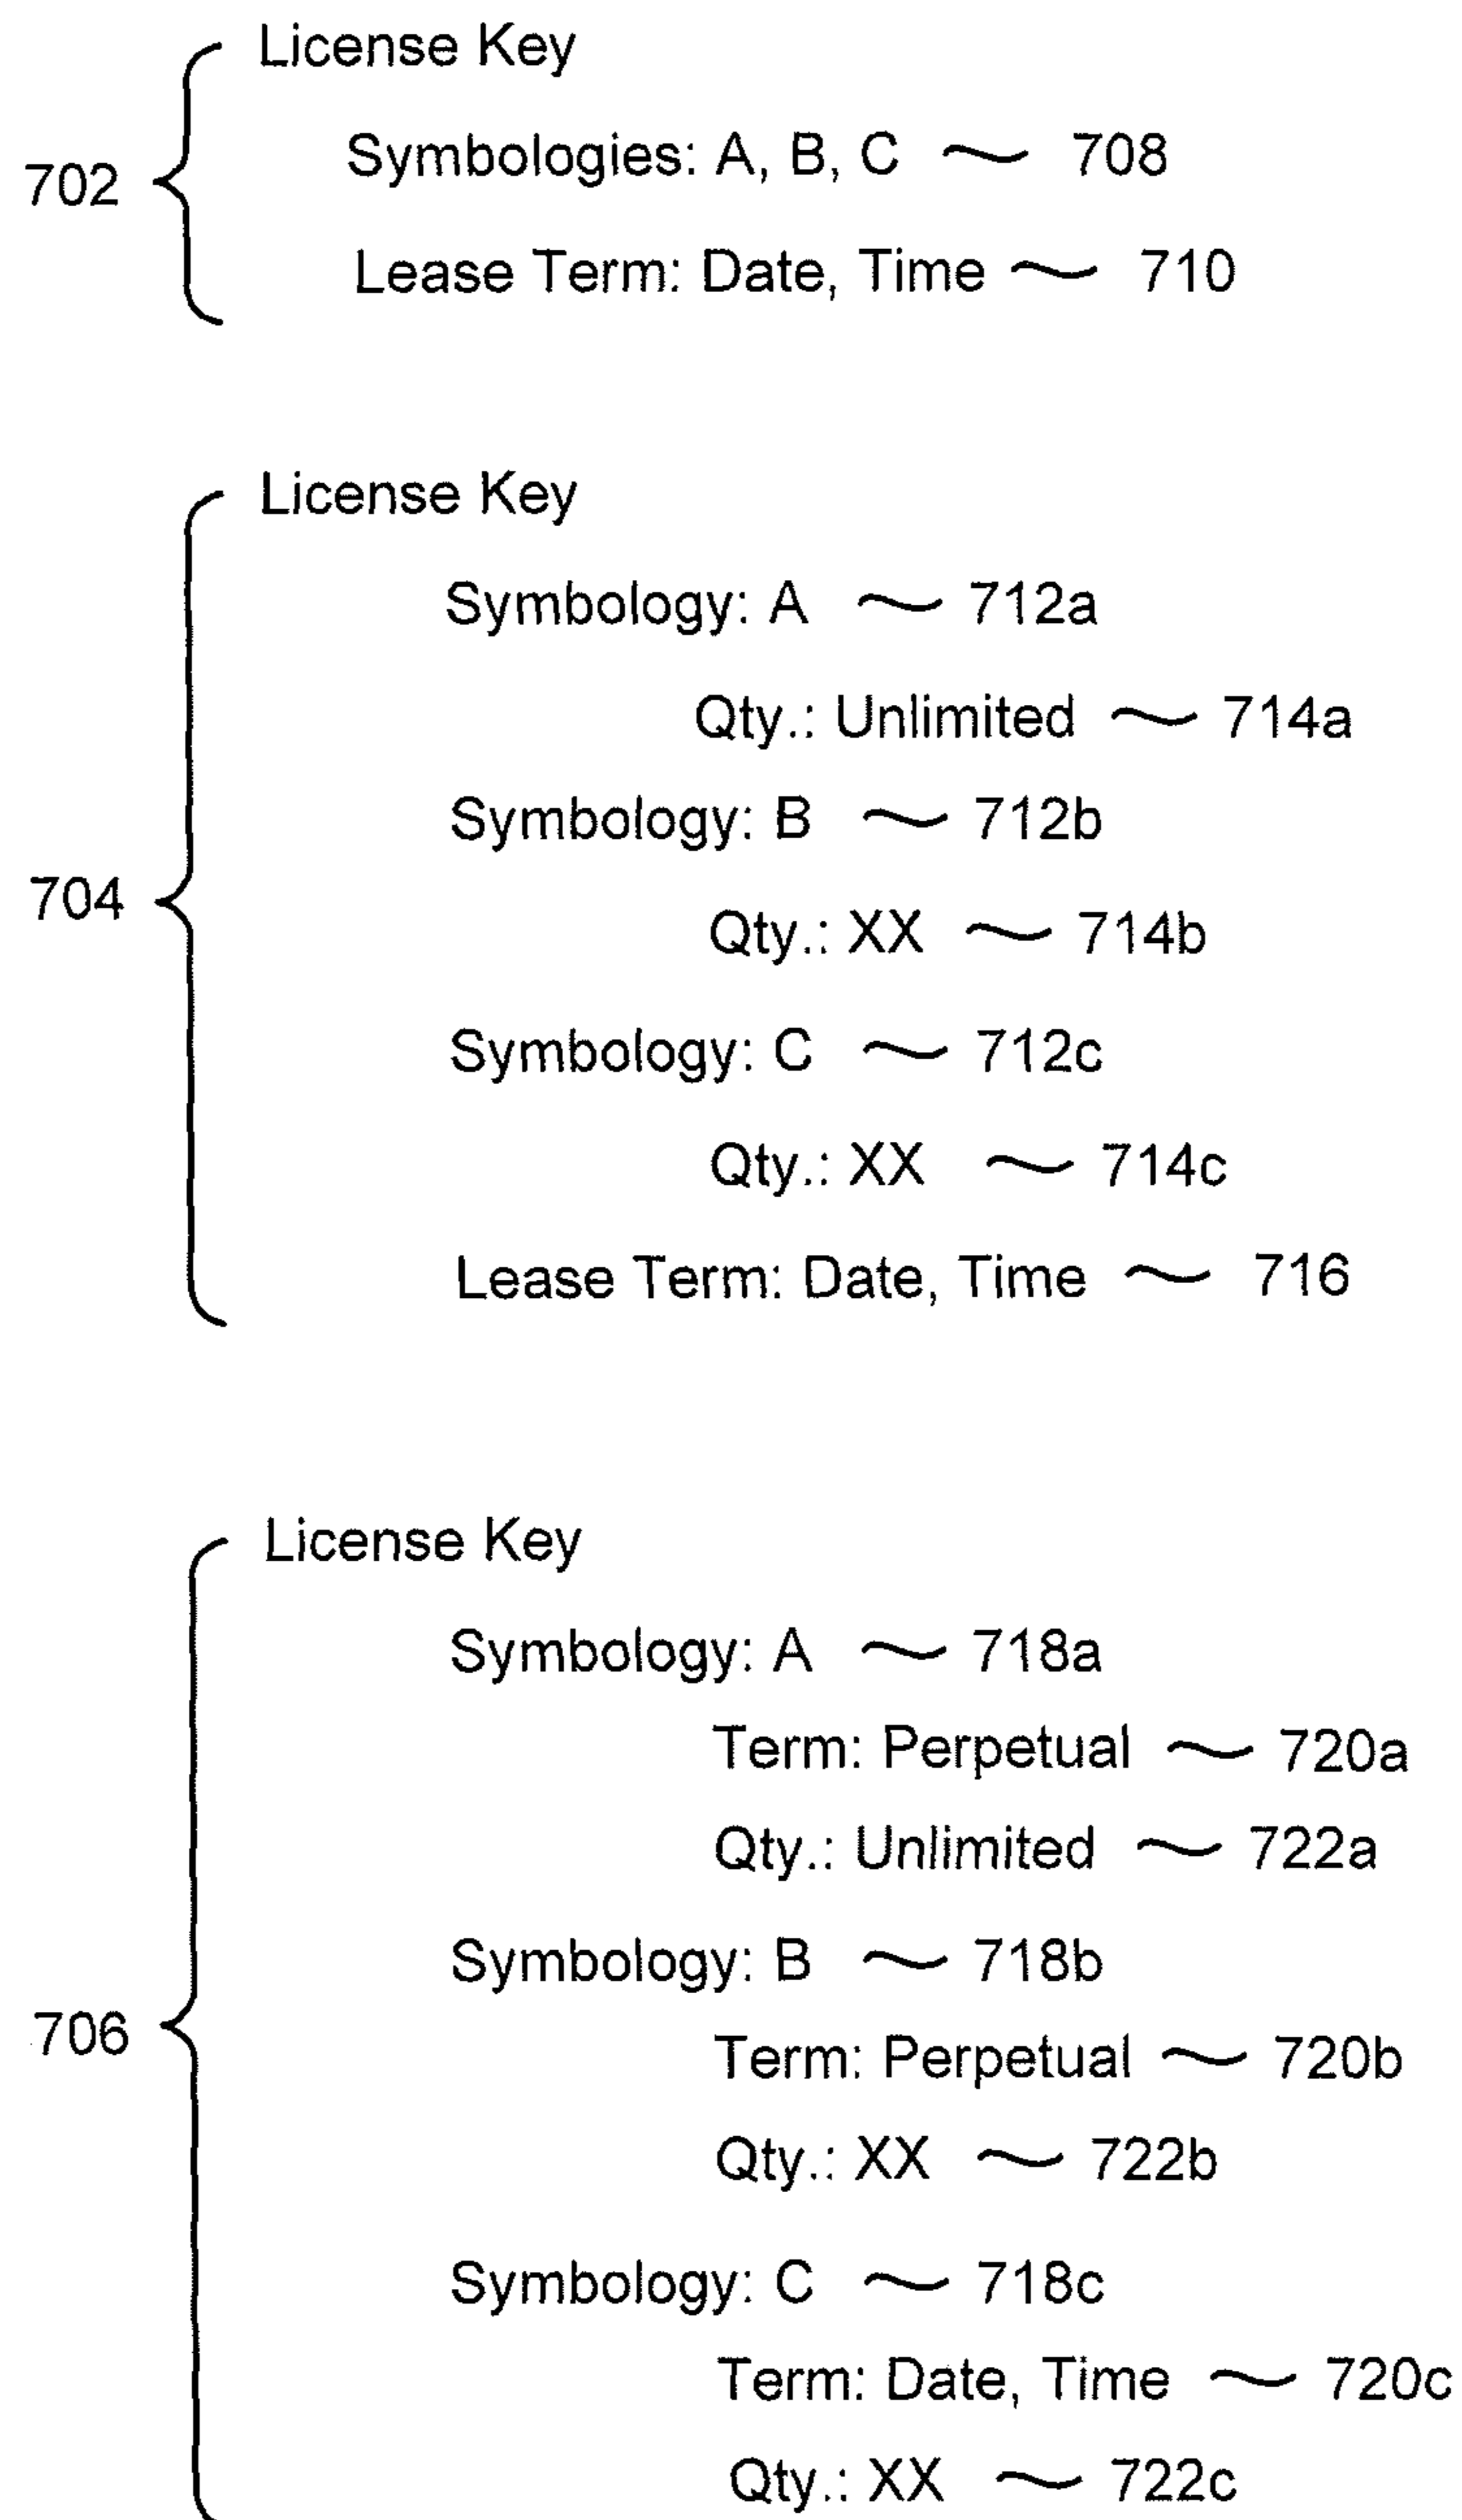 License Key
Symbologies: A, B, C 708
702
Lease Term: Date, Time 710
License Key
Symbology: A 712a
Qty.: Unlimited 714a
Symbology: B 712b
704
Qty.: XX 714b
Symbology: C 712c
Qty.: XX 714c
Lease Term: Date, Time 716
License Key
Symbology: A 718a
Term: Perpetual 720a
Qty.: Unlimited 722a
Symbology: B 718b
706
Term: Perpetual 720b
Qty.: XX 722b
Symbology: C 718c
Term: Date, Time 720c
Qty.: XX 722c